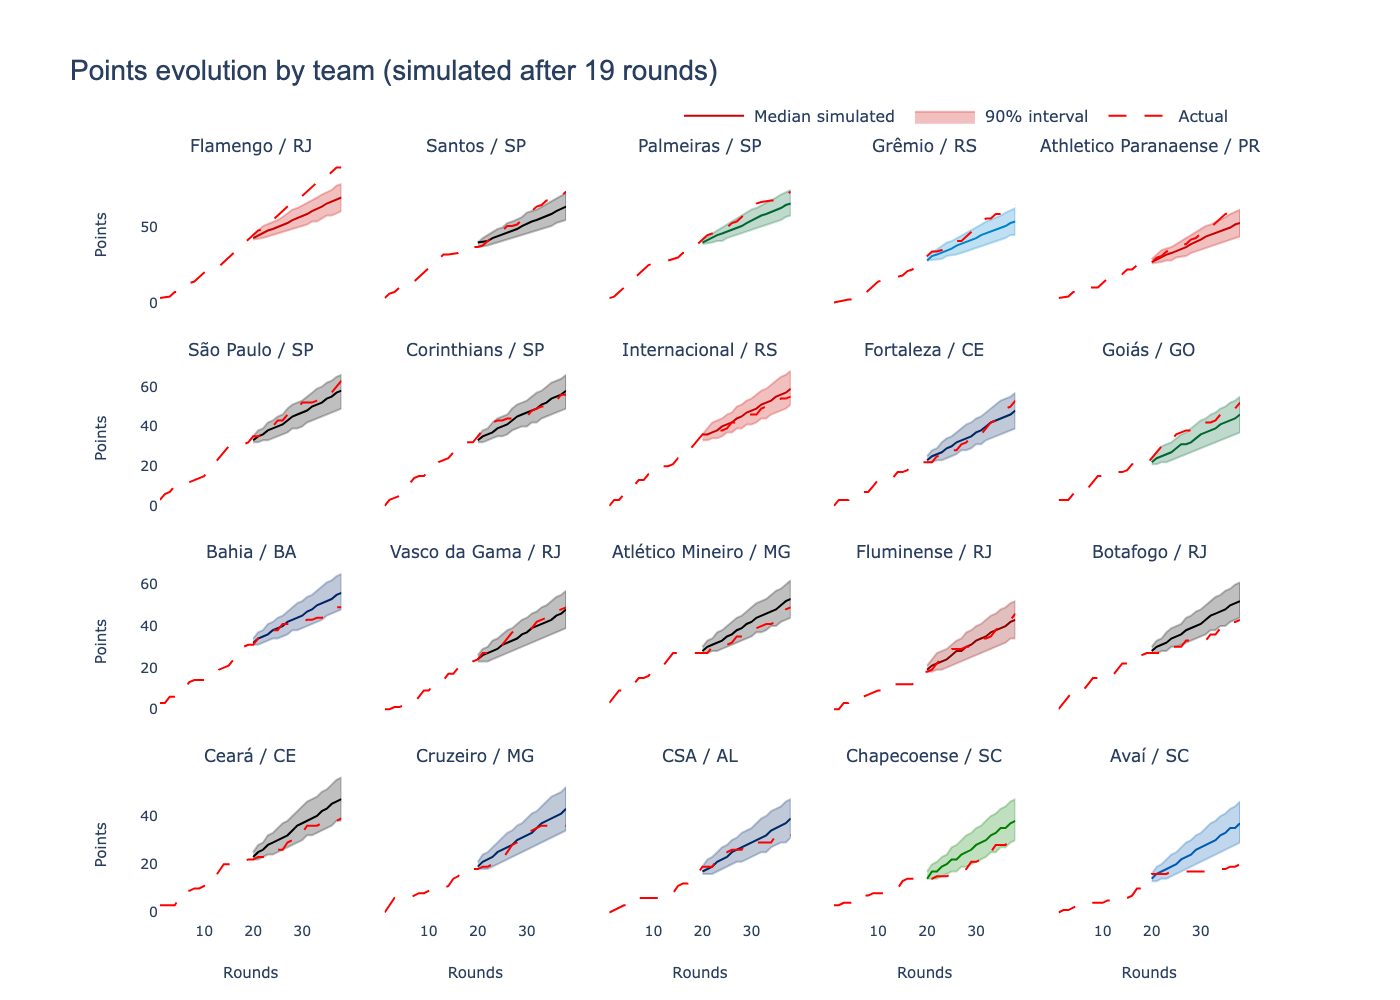 Points evolution by team (simulated after 19 rounds)
Median simulated 90% interval Actual
Flamengo / RJ Santos / SP Palmeiras / SP Grêmio / RS Athletico Paranaense / PR
Points
50
0
São Paulo / SP Corinthians / SP Internacional / RS Fortaleza / CE Goiás / GO
Points
60
40
20
0
Bahia / BA Vasco da Gama / RJ Atlético Mineiro / MG Fluminense / RJ Botafogo / RJ
Points
60
40
20
0
Ceará / CE Cruzeiro / MG CSA / AL Chapecoense / SC Avaí / SC
Points
40
20
0
10 20 30 10 20 30 10 20 30 10 20 30 10 20 30
Rounds Rounds Rounds Rounds Rounds